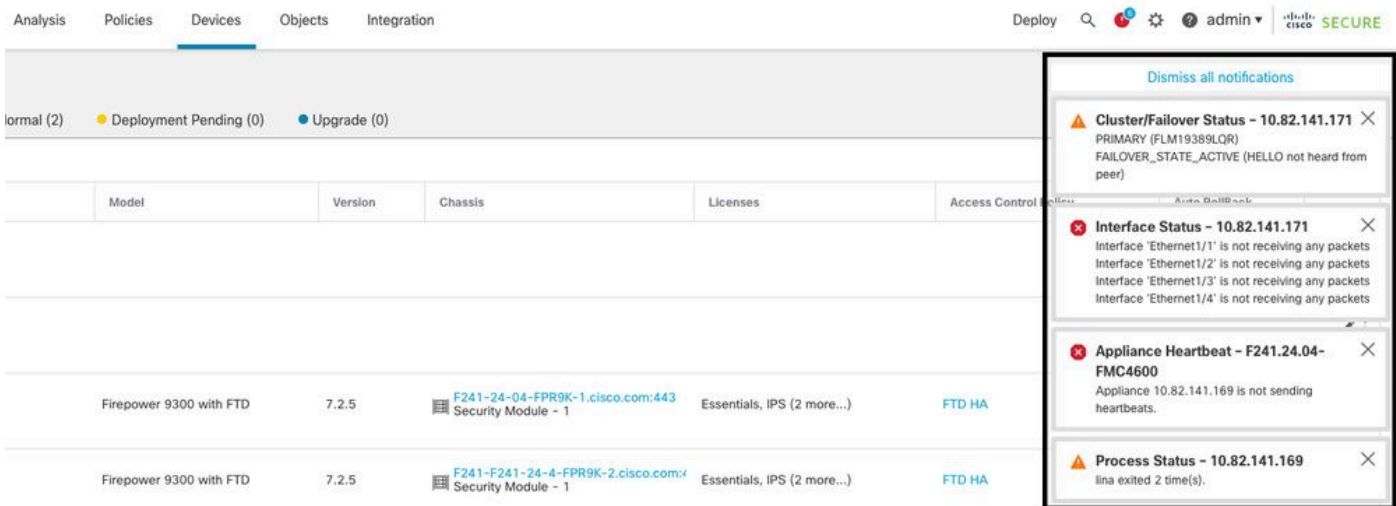 Analysis Policies Devices Objects Integration Deploy 6 admin cisco SECURE
Normal (2) Deployment Pending (0) Upgrade (0)
Model Version Chassis Licenses Access Control Policy Auto RollBack
Firepower 9300 with FTD 7.2.5 F241-24-04-FPR9K-1.cisco.com:443 Essentials, IPS (2 more...) FTD HA
Security Module - 1
Firepower 9300 with FTD 7.2.5 F241-F241-24-4-FPR9K-2.cisco.com:4 Essentials, IPS (2 more...) FTD HA
Security Module - 1
Dismiss all notifications
Cluster/Failover Status - 10.82.141.171
PRIMARY (FLM19389LQR)
FAILOVER_STATE_ACTIVE (HELLO not heard from
peer)
Interface Status - 10.82.141.171
Interface 'Ethernet1/1' is not receiving any packets
Interface 'Ethernet1/2' is not receiving any packets
Interface 'Ethernet1/3' is not receiving any packets
Interface 'Ethernet1/4' is not receiving any packets
Appliance Heartbeat - F241.24.04-
FMC4600
Appliance 10.82.141.169 is not sending
heartbeats.
Process Status - 10.82.141.169
lina exited 2 time(s).